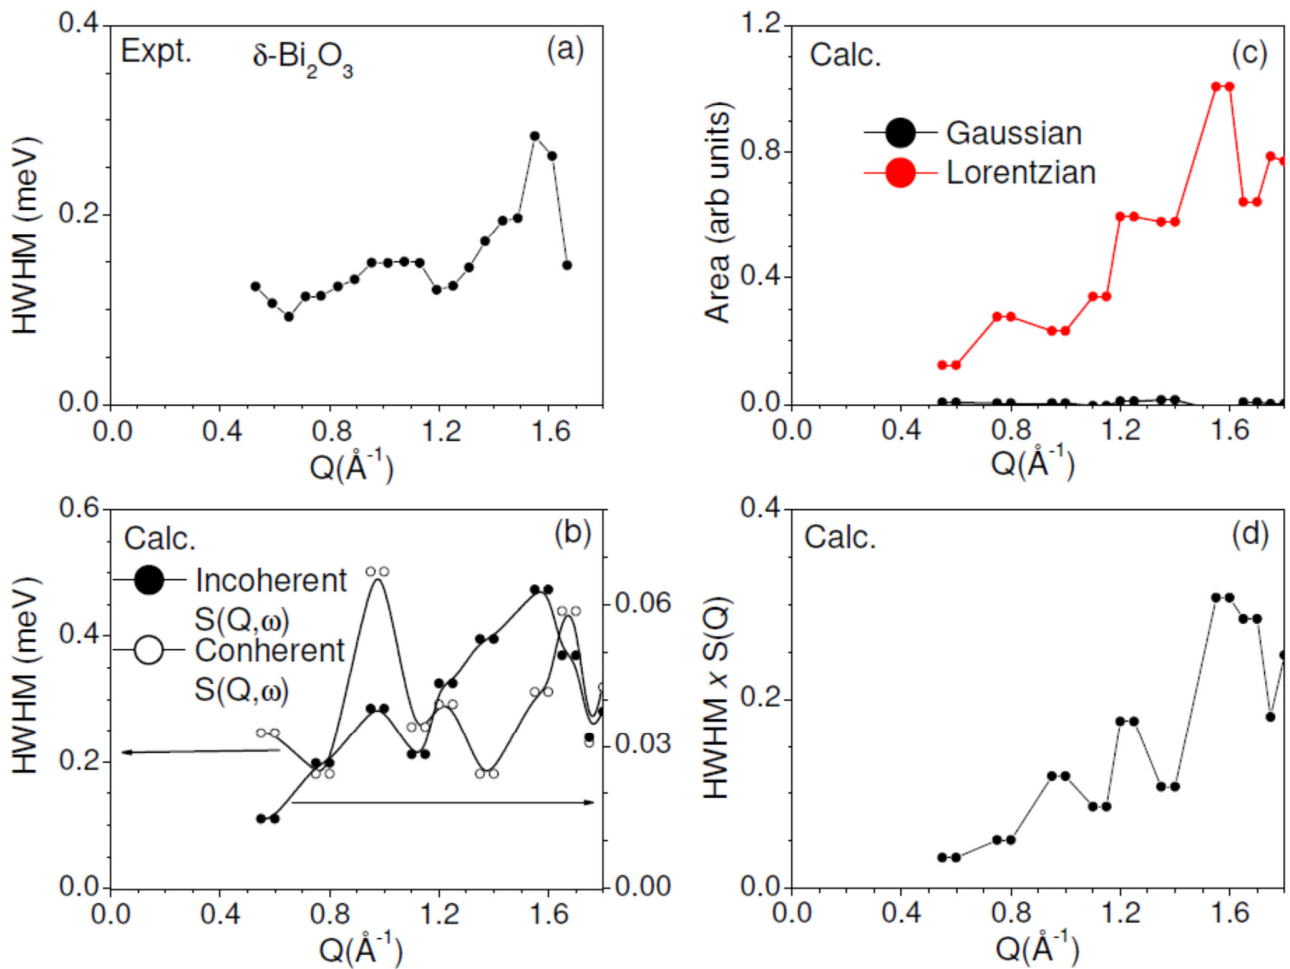 Expt. δ-Bi2O3 (a)
HWHM (meV)
0.4
0.2
0.0
0.0 0.4 0.8 1.2 1.6
Q(Å-1)
Calc. (c)
Gaussian
Lorentzian
Area (arb units)
1.2
0.8
0.4
0.0
0.0 0.4 0.8 1.2 1.6
Q(Å-1)
Calc. (b)
Incoherent
S(Q,ω)
Conherent
S(Q,ω)
HWHM (meV)
0.6
0.4
0.2
0.0
0.06
0.03
0.00
0.0 0.4 0.8 1.2 1.6
Q(Å-1)
Calc. (d)
HWHM x S(Q)
0.4
0.2
0.0
0.0 0.4 0.8 1.2 1.6
Q(Å-1)